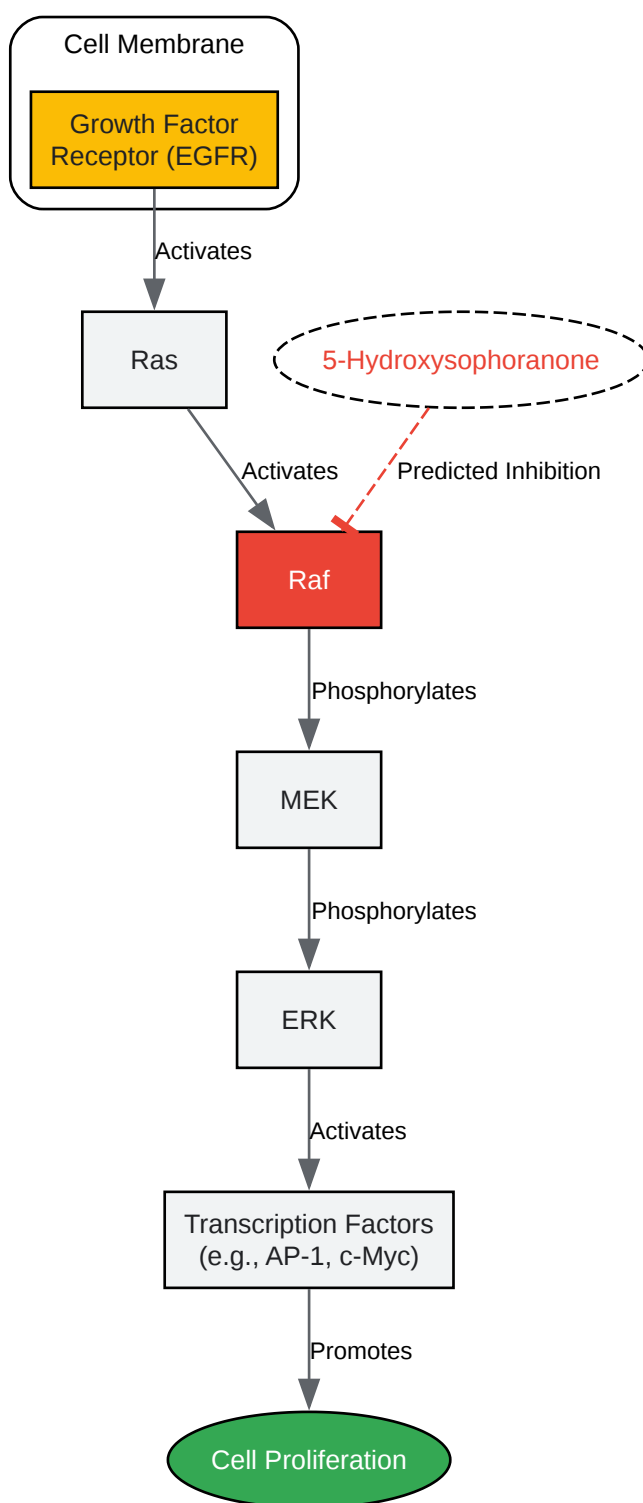 Cell Membrane
Growth Factor
Receptor (EGFR)
Activates
Ras
5-Hydroxysophoranone
Activates
Predicted Inhibition
Raf
Phosphorylates
MEK
Phosphorylates
ERK
Activates
Transcription Factors
(e.g., AP-1, c-Myc)
Promotes
Cell Proliferation